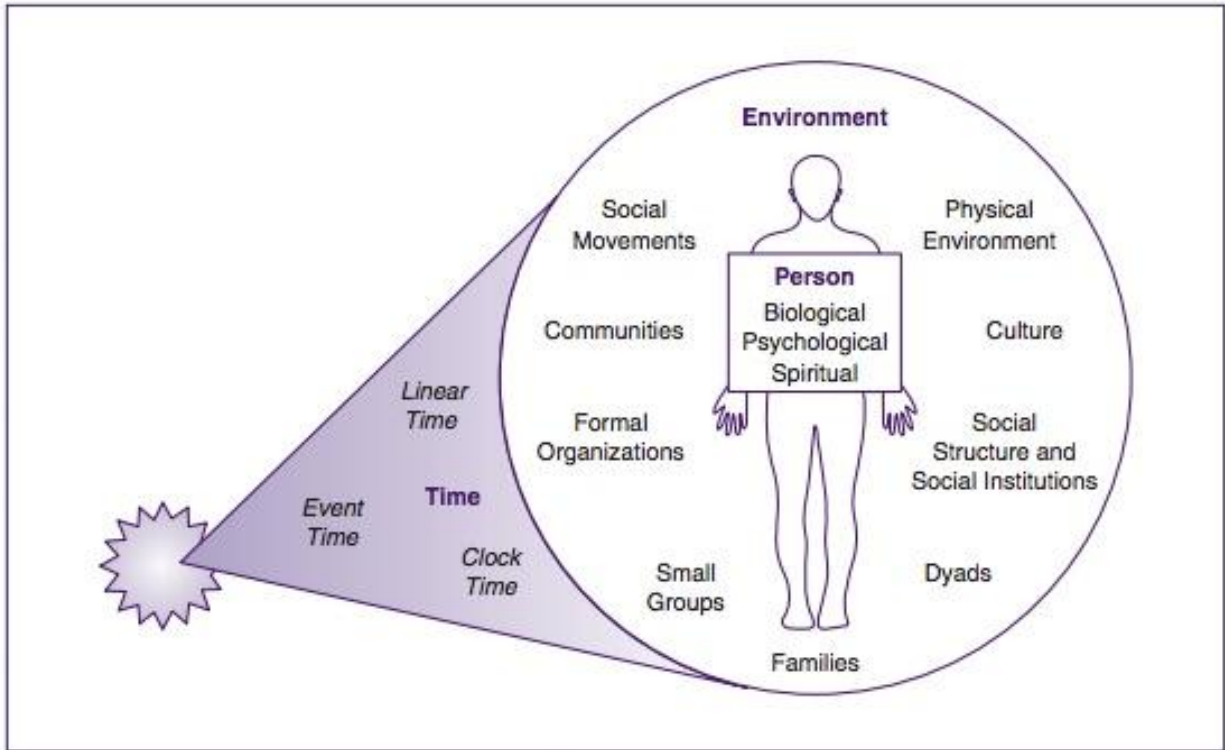 Environment
Social
Movements
Physical
Environment
Person
Biological
Psychological
Spiritual
Communities
Culture
Linear
Time
Formal
Organizations
Social
Structure and
Social Institutions
Time
Event
Time
Clock
Time
Small
Groups
Dyads
Families